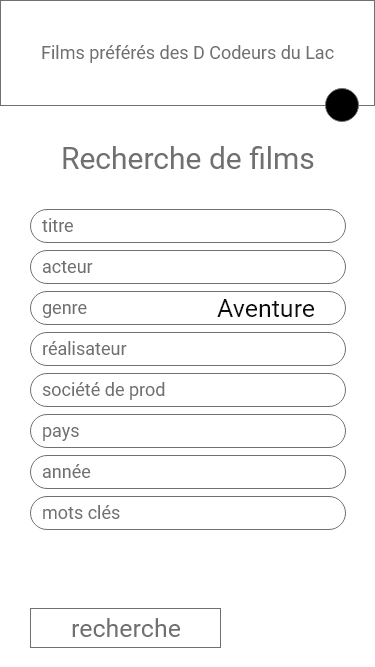 Films préférés des D Codeurs du Lac
Recherche de films
titre
acteur
genre Aventure
réalisateur
société de prod
pays
année
mots clés
recherche